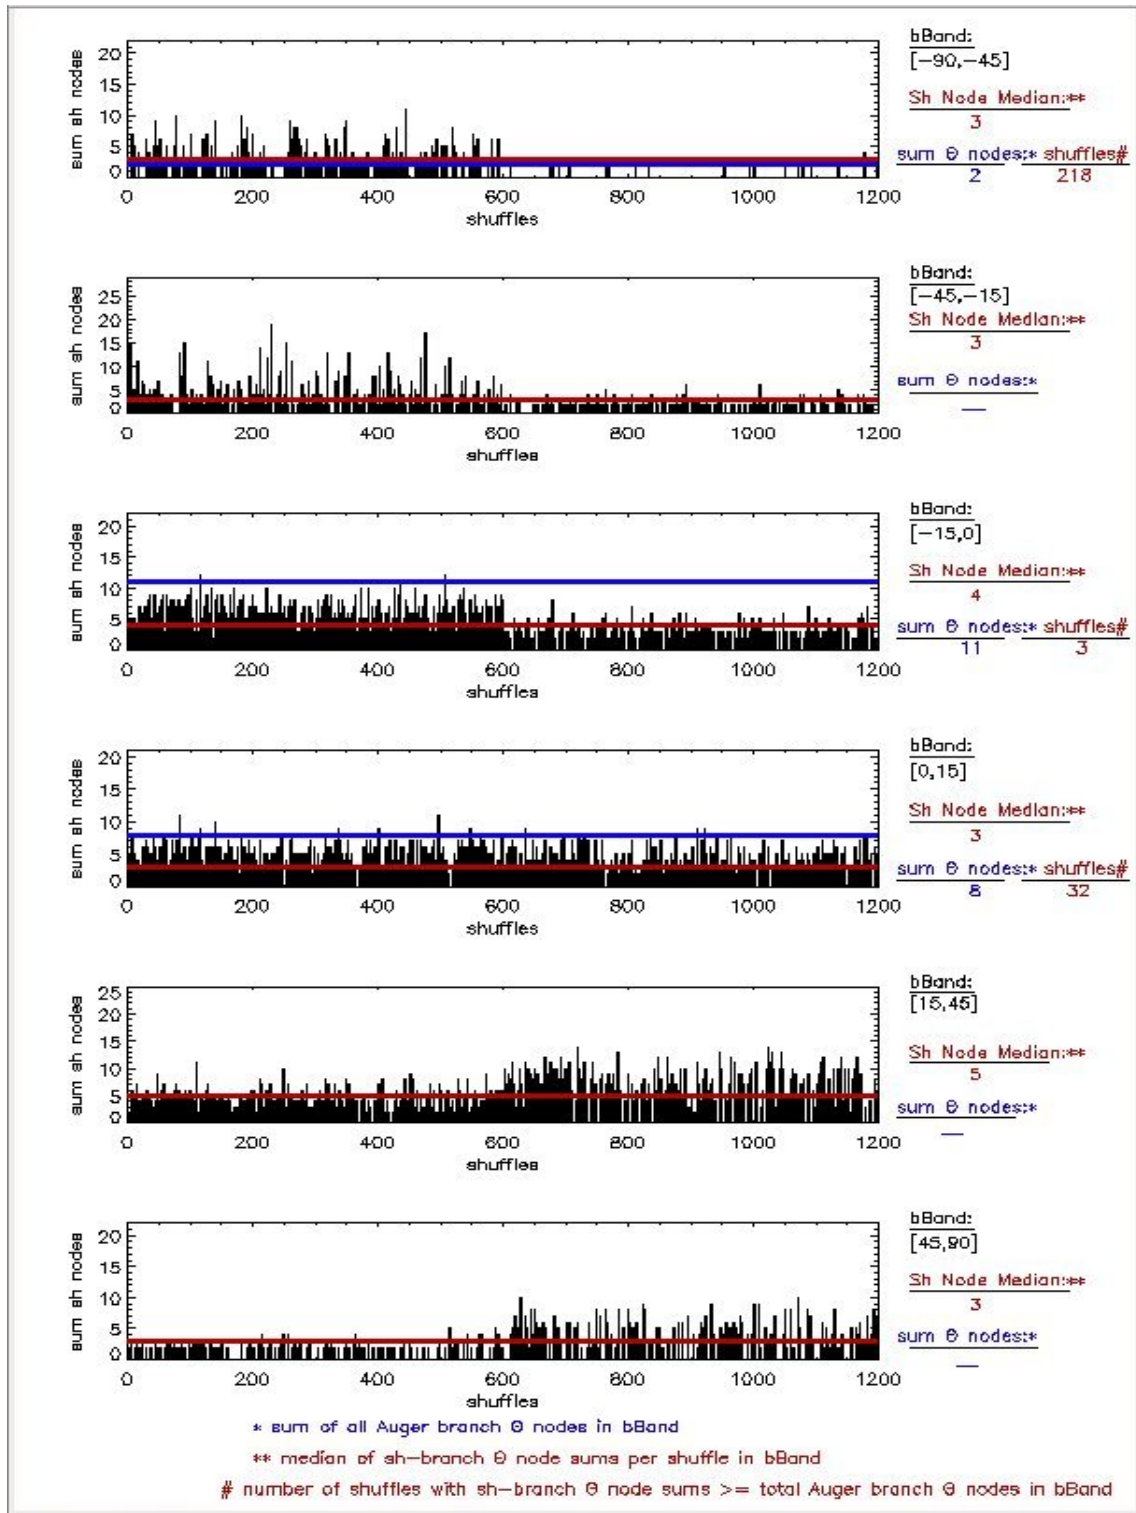 bBand:
[−90,−45]
Sh Node Median:**
3
sum Θ nodes:* shuffles#
2 218
sum sh nodes
20
15
10
5
0
0 200 400 600 800 1000 1200
shuffles
bBand:
[−45,−15]
Sh Node Median:**
3
sum Θ nodes:*
—
sum sh nodes
25
20
15
10
5
0
0 200 400 600 800 1000 1200
shuffles
bBand:
[−15,0]
Sh Node Median:**
4
sum Θ nodes:* shuffles#
11 3
sum sh nodes
20
15
10
5
0
0 200 400 600 800 1000 1200
shuffles
bBand:
[0,15]
Sh Node Median:**
3
sum Θ nodes:* shuffles#
8 32
sum sh nodes
20
15
10
5
0
0 200 400 600 800 1000 1200
shuffles
bBand:
[15,45]
Sh Node Median:**
5
sum Θ nodes:*
—
sum sh nodes
25
20
15
10
5
0
0 200 400 600 800 1000 1200
shuffles
bBand:
[45,90]
Sh Node Median:**
3
sum Θ nodes:*
—
sum sh nodes
20
15
10
5
0
0 200 400 600 800 1000 1200
shuffles
* sum of all Auger branch Θ nodes in bBand
** median of sh−branch Θ node sums per shuffle in bBand
# number of shuffles with sh−branch Θ node sums >= total Auger branch Θ nodes in bBand